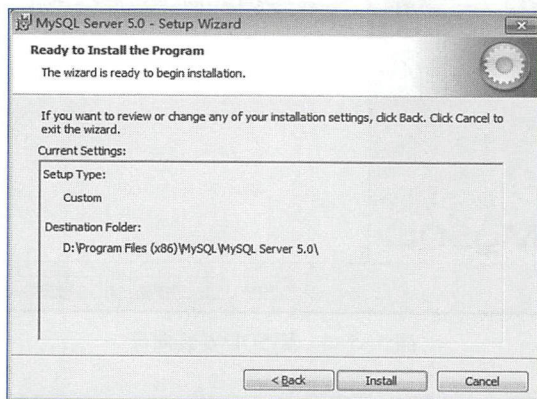 MySQL Server 5.0 - Setup Wizard
Ready to Install the Program
The wizard is ready to begin installation.
If you want to review or change any of your installation settings, click Back. Click Cancel to
exit the wizard.
Current Settings:
Setup Type:
Custom
Destination Folder:
D:\Program Files (x86)\MySQL\MySQL Server 5.0\
< Back
Install
Cancel